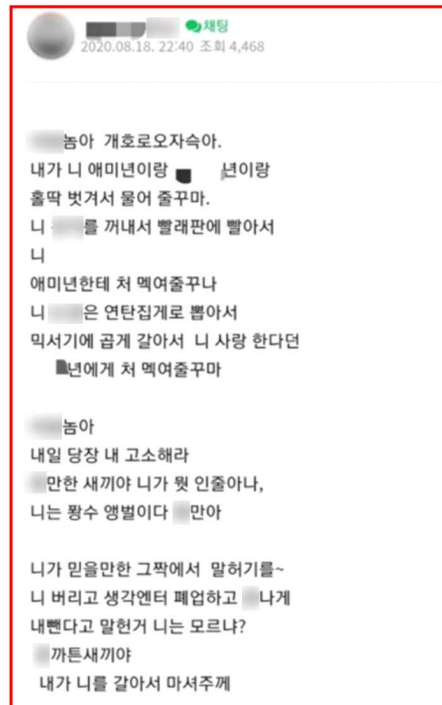 채팅
2020.08.18. 22:40 조회 4,468
놈아 개호로오자슥아.
내가 니 애미년이랑 년이랑
홀딱 벗겨서 물어 줄꾸마.
니 를 꺼내서 빨래판에 빨아서
니
애미년한테 처 멕여줄꾸나
니 은 연탄집게로 뽑아서
믹서기에 곱게 갈아서 니 사랑 한다던
년에게 처 멕여줄꾸마
놈아
내일 당장 내 고소해라
만한 새끼야 니가 뭣 인줄아나,
니는 퐝수 앵벌이다 만아
니가 믿을만한 그짝에서 말허기를~
니 버리고 생각엔터 폐업하고 나게
내뺀다고 말헌거 니는 모르냐?
까튼새끼야
내가 니를 갈아서 마셔주께